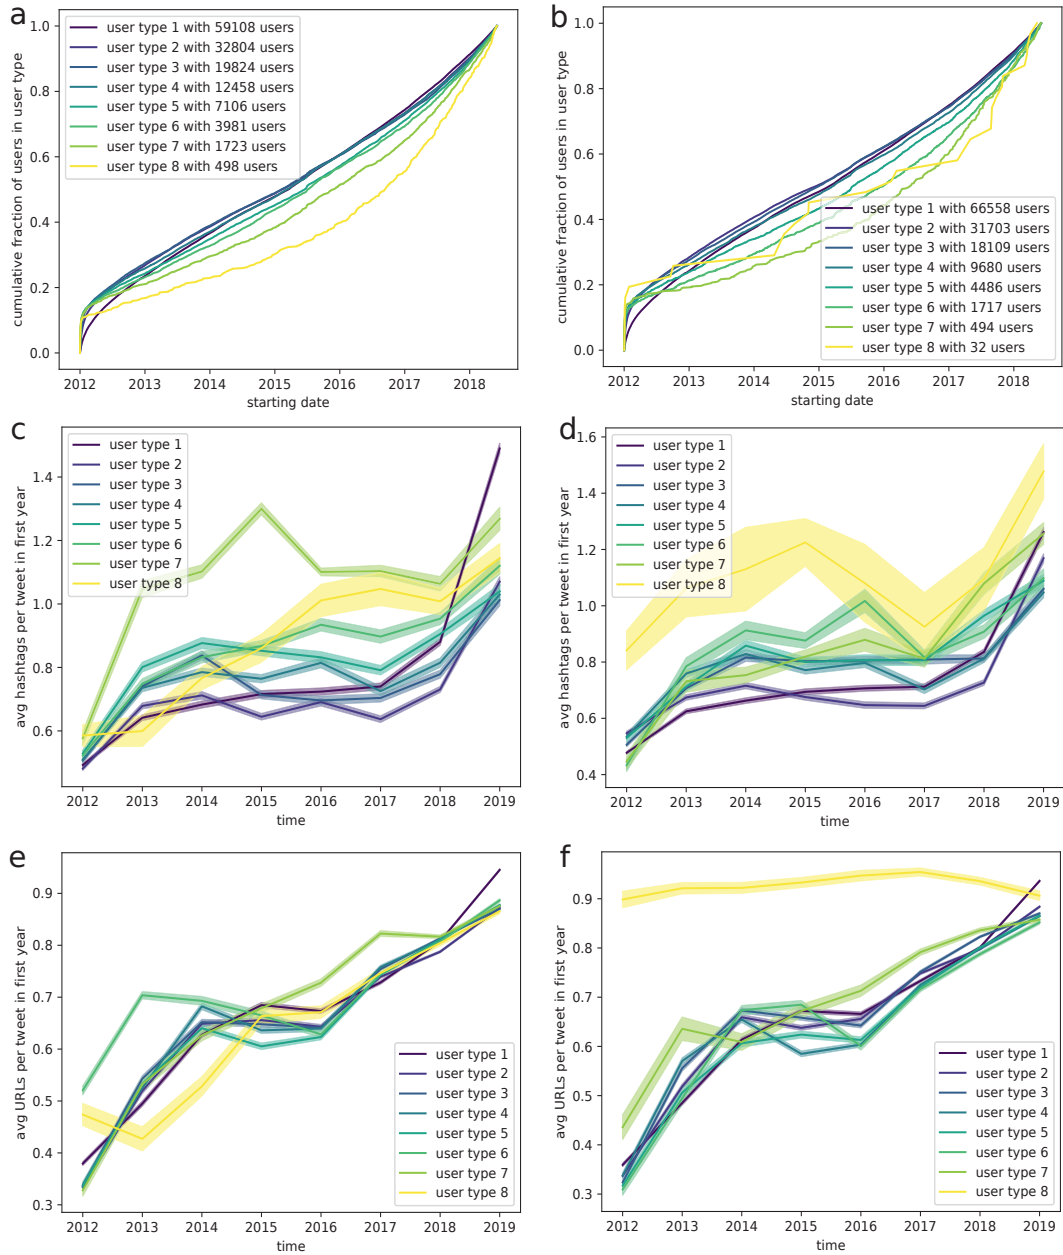 a
1.0
0.8
0.6
0.4
0.2
0.0
cumulative fraction of users in user type
user type 1 with 59108 users
user type 2 with 32804 users
user type 3 with 19824 users
user type 4 with 12458 users
user type 5 with 7106 users
user type 6 with 3981 users
user type 7 with 1723 users
user type 8 with 498 users
2012 2013 2014 2015 2016 2017 2018
starting date
b
1.0
0.8
0.6
0.4
0.2
0.0
cumulative fraction of users in user type
user type 1 with 66558 users
user type 2 with 31703 users
user type 3 with 18109 users
user type 4 with 9680 users
user type 5 with 4486 users
user type 6 with 1717 users
user type 7 with 494 users
user type 8 with 32 users
2012 2013 2014 2015 2016 2017 2018
starting date
c
1.4
1.2
1.0
0.8
0.6
avg hashtags per tweet in first year
user type 1
user type 2
user type 3
user type 4
user type 5
user type 6
user type 7
user type 8
2012 2013 2014 2015 2016 2017 2018 2019
time
d
1.6
1.4
1.2
1.0
0.8
0.6
0.4
avg hashtags per tweet in first year
user type 1
user type 2
user type 3
user type 4
user type 5
user type 6
user type 7
user type 8
2012 2013 2014 2015 2016 2017 2018 2019
time
e
0.9
0.8
0.7
0.6
0.5
0.4
0.3
avg URLs per tweet in first year
user type 1
user type 2
user type 3
user type 4
user type 5
user type 6
user type 7
user type 8
2012 2013 2014 2015 2016 2017 2018 2019
time
f
0.9
0.8
0.7
0.6
0.5
0.4
0.3
avg URLs per tweet in first year
user type 1
user type 2
user type 3
user type 4
user type 5
user type 6
user type 7
user type 8
2012 2013 2014 2015 2016 2017 2018 2019
time